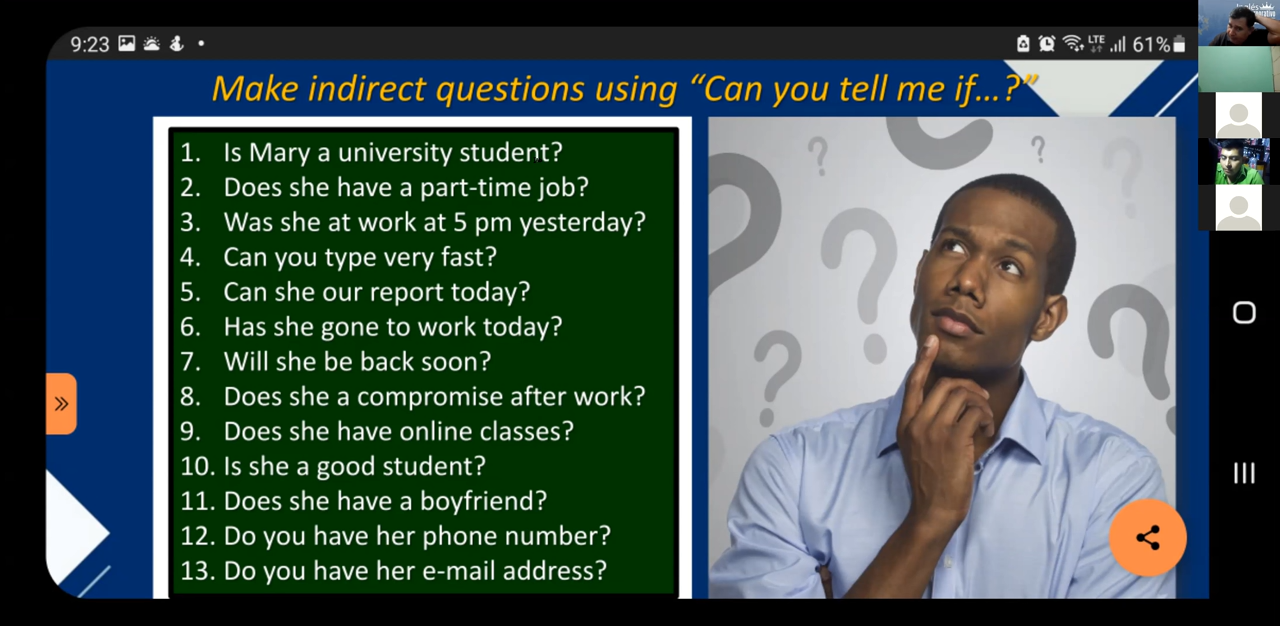 9:23
LTE
61%
Make indirect questions using “Can you tell me if...?”
1. Is Mary a university student?
2. Does she have a part-time job?
3. Was she at work at 5 pm yesterday?
4. Can you type very fast?
5. Can she our report today?
6. Has she gone to work today?
7. Will she be back soon?
8. Does she a compromise after work?
9. Does she have online classes?
10. Is she a good student?
11. Does she have a boyfriend?
12. Do you have her phone number?
13. Do you have her e-mail address?